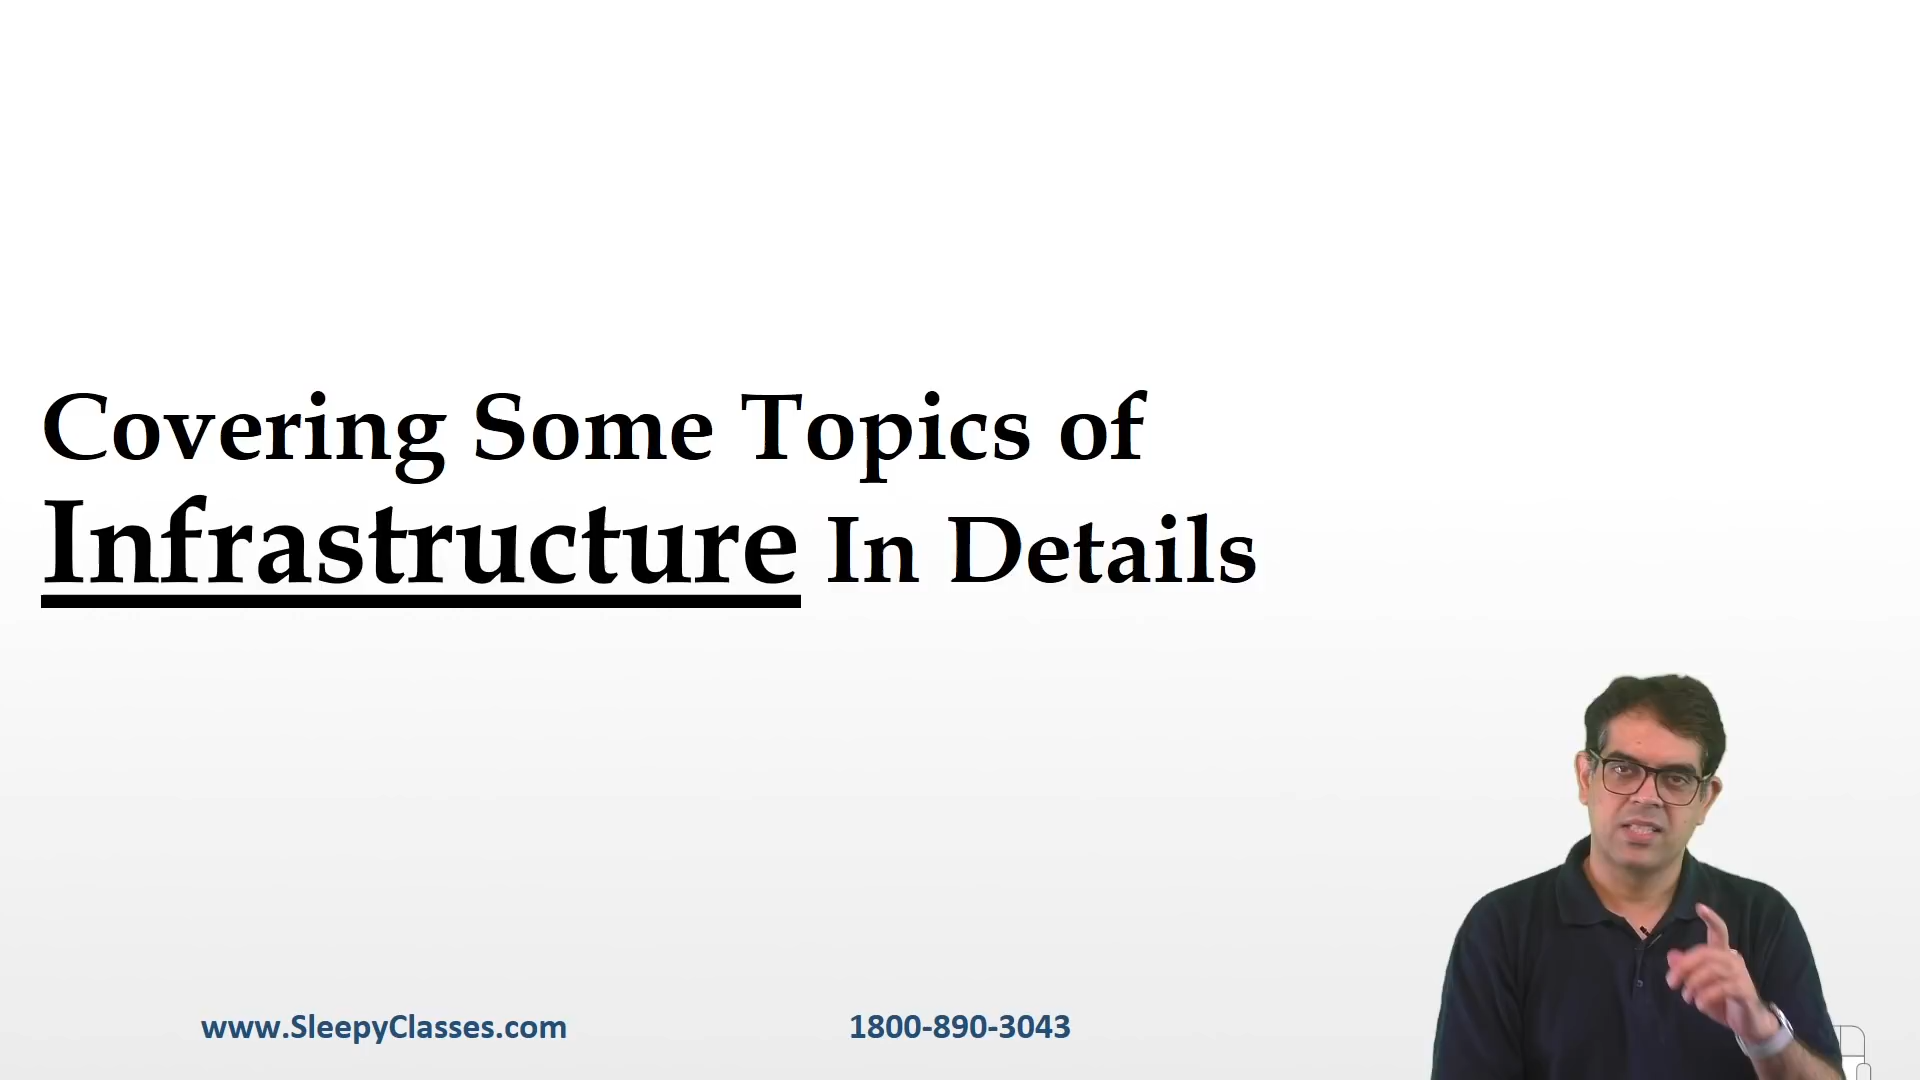 Covering Some Topics of
Infrastructure In Details
www.SleepyClasses.com 1800-890-3043